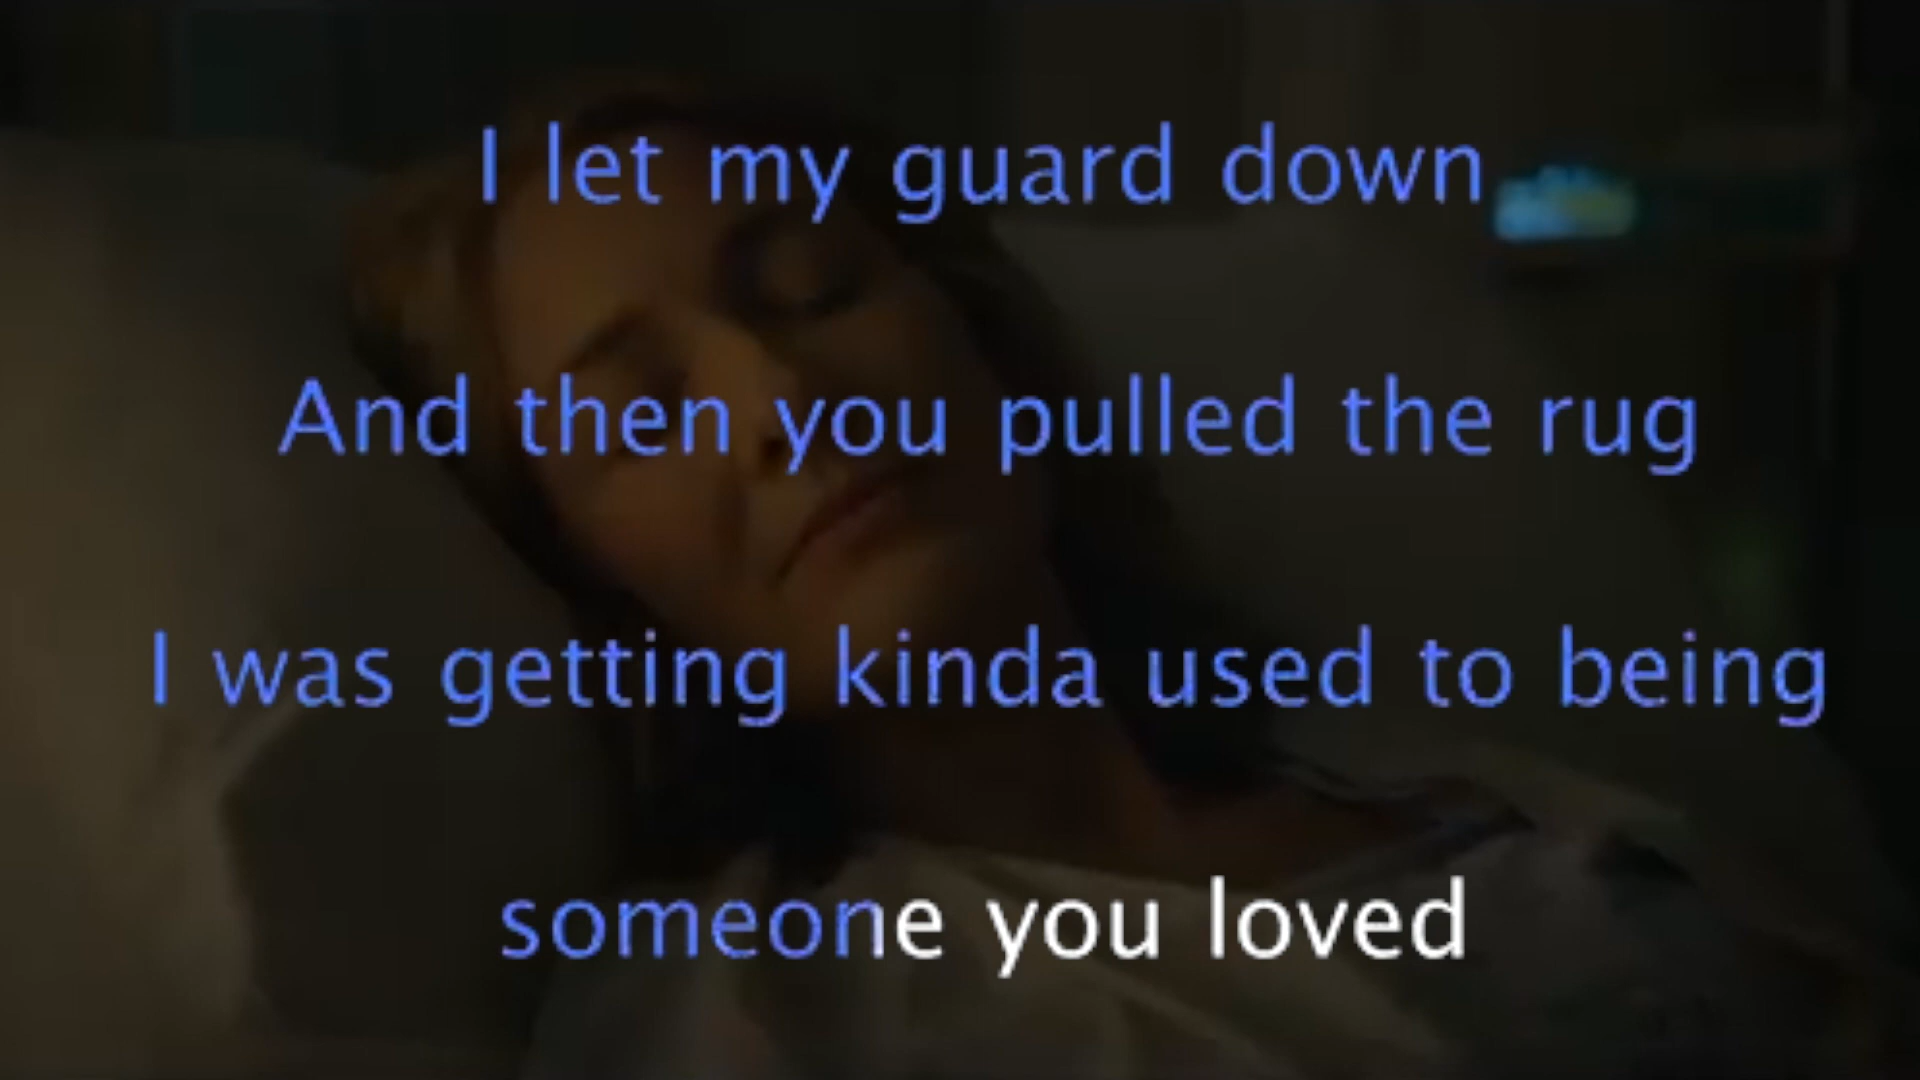 I let my guard down
And then you pulled the rug
I was getting kinda used to being
someone you loved